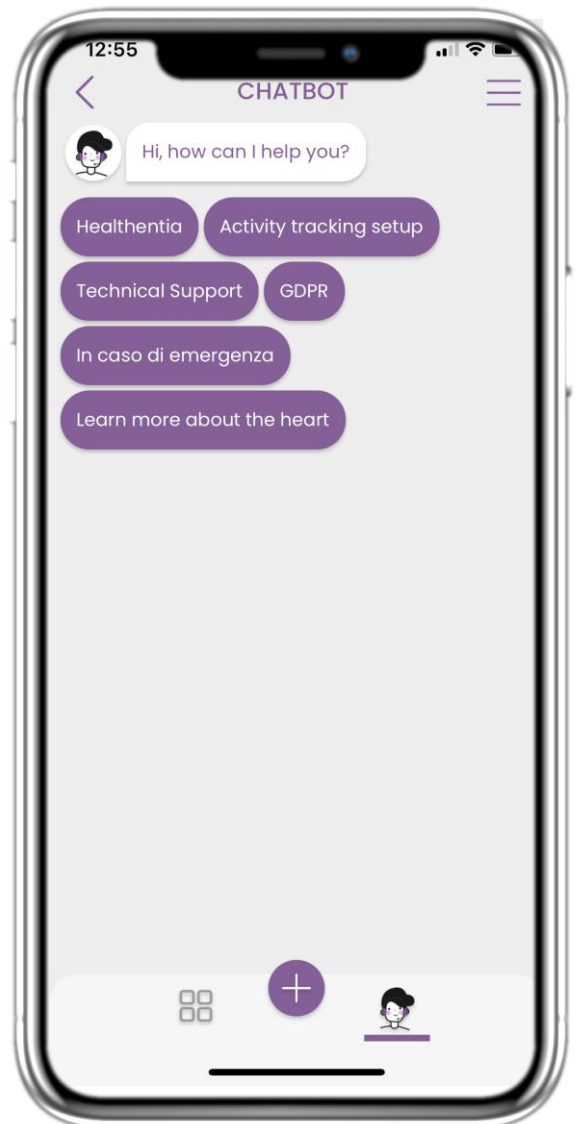 12:55
CHATBOT
Hi, how can I help you?
Healthentia
Activity tracking setup
Technical Support
GDPR
In caso di emergenza
Learn more about the heart